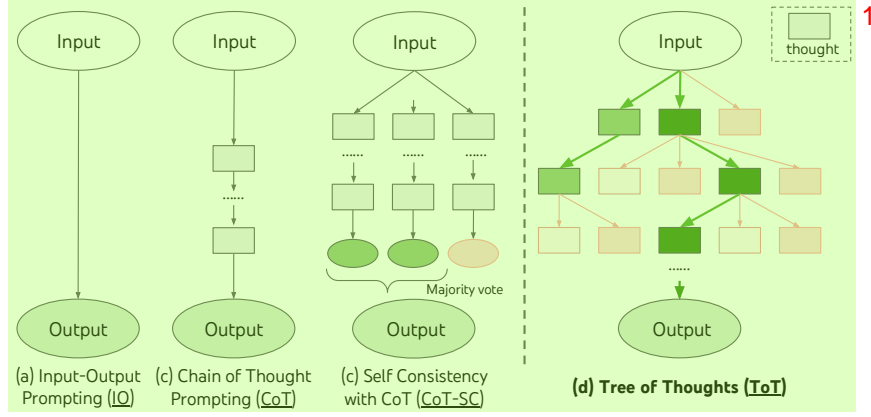 Input
Input
Input
Input
thought
1
......
......
......
......
Majority vote
......
Output
Output
Output
Output
(a) Input-Output
Prompting (IO)
(c) Chain of Thought
Prompting (CoT)
(c) Self Consistency
with CoT (CoT-SC)
(d) Tree of Thoughts (ToT)